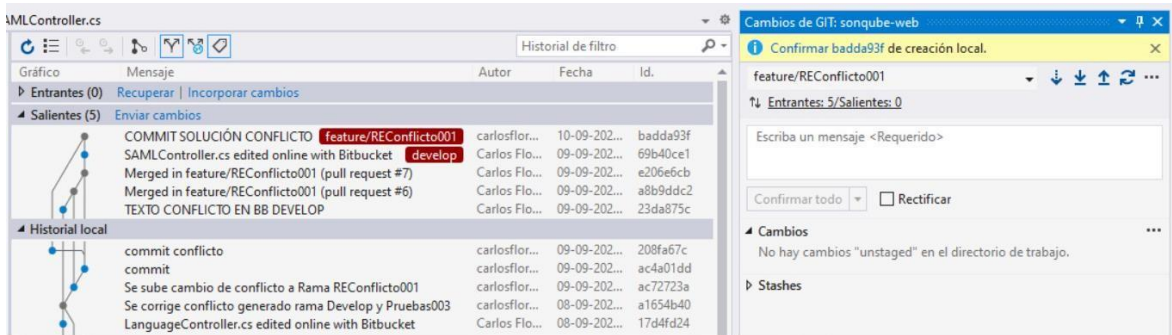 AMLController.cs
Historial de filtro
Gráfico Mensaje Autor Fecha Id.
Entrantes (0) Recuperar | Incorporar cambios
Salientes (5) Enviar cambios
COMMIT SOLUCIÓN CONFLICTO feature/REConflicto001 carlosflor... 10-09-202... badda93f
SAMLController.cs edited online with Bitbucket develop Carlos Flo... 09-09-202... 69b40ce1
Merged in feature/REConflicto001 (pull request #7) Carlos Flo... 09-09-202... e206e6cb
Merged in feature/REConflicto001 (pull request #6) Carlos Flo... 09-09-202... a8b9ddc2
TEXTO CONFLICTO EN BB DEVELOP Carlos Flo... 09-09-202... 23da875c
Historial local
commit conflicto carlosflor... 09-09-202... 208fa67c
commit carlosflor... 09-09-202... ac4a01dd
Se sube cambio de conflicto a Rama REConflicto001 carlosflor... 09-09-202... ac72723a
Se corrige conflicto generado rama Develop y Pruebas003 carlosflor... 08-09-202... a1654b40
LanguageController.cs edited online with Bitbucket Carlos Flo... 08-09-202... 17d4fd24
Cambios de GIT: sonqube-web
Confirmar badda93f de creación local.
feature/REConflicto001
Entrantes: 5/Salientes: 0
Escriba un mensaje <Requerido>
Confirmar todo Rectificar
Cambios
No hay cambios "unstaged" en el directorio de trabajo.
Stashes